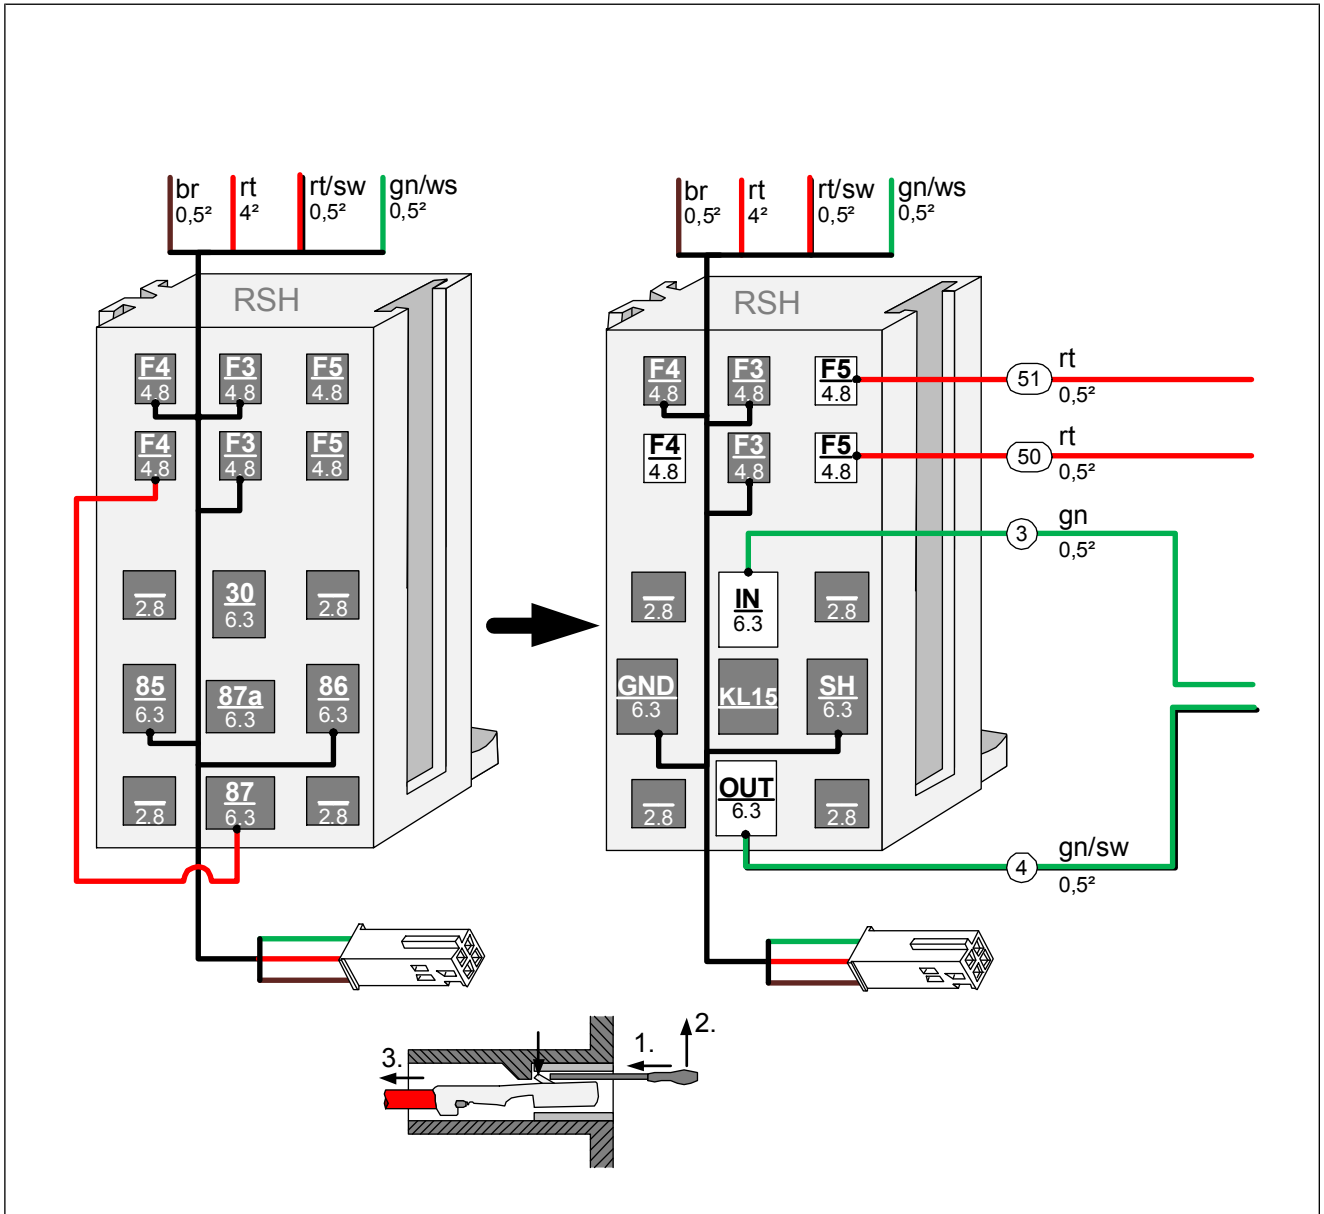 br rt rt/sw gn/ws
0,5² 4² 0,5² 0,5²
RSH
F4 F3 F5
4.8 4.8 4.8
F4 F3 F5
4.8 4.8 4.8
30
2.8 6.3 2.8
85 87a 86
6.3 6.3 6.3
87
2.8 6.3 2.8
br rt rt/sw gn/ws
0,5² 4² 0,5² 0,5²
RSH
F4 F3 F5
4.8 4.8 4.8
F4 F3 F5
4.8 4.8 4.8
IN
2.8 6.3 2.8
GND KL15 SH
6.3 6.3
OUT
2.8 6.3 2.8
51 rt
0,5²
50 rt
0,5²
3 gn
0,5²
4 gn/sw
0,5²
1.
2.
3.